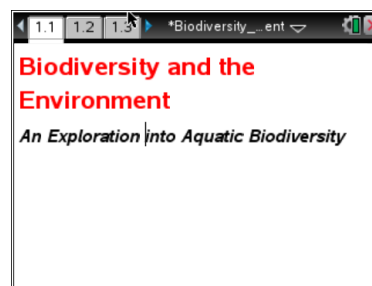 1.1 1.2 1.3 *Biodiversity_...ent
Biodiversity and the
Environment
An Exploration into Aquatic Biodiversity